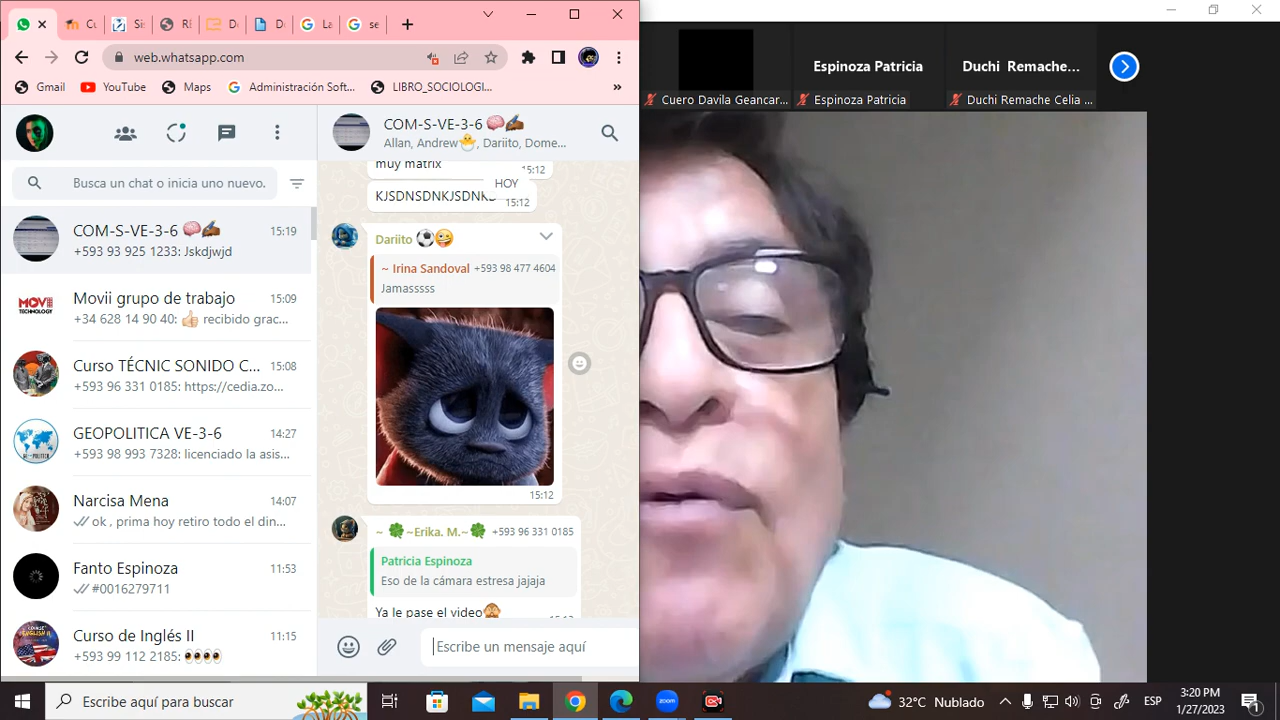 Cu
Si
D
D
La
se
web.whatsapp.com
Gmail
YouTube
Maps
Administración Soft...
LIBRO_SOCIOLOGI...
»
COM-S-VE-3-6 🧠✍🏾
Allan, Andrew🐣, Dariito, Dome...
Busca un chat o inicia uno nuevo.
COM-S-VE-3-6 🧠✍🏾 15:19
+593 93 925 1233: Jskdjwjd
Movii grupo de trabajo 15:09
+34 628 14 90 40: 👍🏻 recibido grac...
Curso TÉCNIC SONIDO C... 15:08
+593 96 331 0185: https://cedia.zo...
GEOPOLITICA VE-3-6 14:27
+593 98 993 7328: licenciado la asis...
Narcisa Mena 14:07
ok , prima hoy retiro todo el din...
Fanto Espinoza 11:53
#0016279711
Curso de Inglés II 11:15
+593 99 112 2185: 👀👀
MOVII
TECHNOLOGY
muy matrix
15:12
HOY
15:12
Dariito ⚽🤪
~ Irina Sandoval +593 98 477 4604
Jamasssss
15:12
~ 🍀~Erika. M.~🍀 +593 96 331 0185
Patricia Espinoza
Eso de la cámara estresa jajaja
Ya le pase el video🙈
Escribe un mensaje aquí
Espinoza Patricia
Duchi Remache...
Cuero Davila Geancar...
Espinoza Patricia
Duchi Remache Celia ...
Escribe aquí para buscar
zoom
32°C Nublado
ESP
3:20 PM
1/27/2023
1